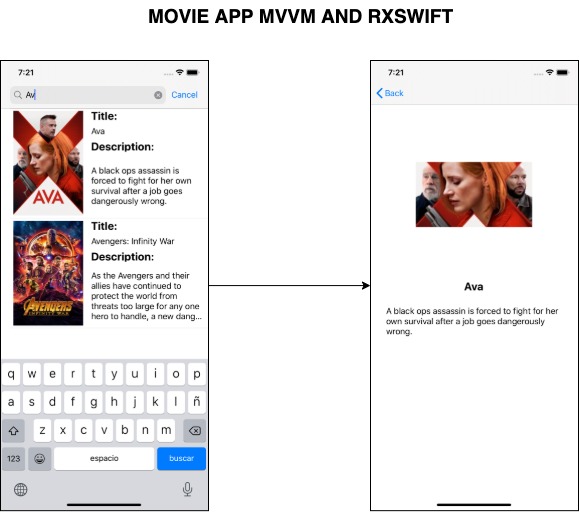 MOVIE APP MVVM AND RXSWIFT
7:21
Av
Cancel
Title:
Ava
Description:
A black ops assassin is
forced to fight for her own
survival after a job goes
dangerously wrong.
AVA
Title:
Avengers: Infinity War
Description:
As the Avengers and their
allies have continued to
protect the world from
threats too large for any one
hero to handle, a new dang...
AVENGERS
INFINITY WAR
q w e r t y u i o p
a s d f g h j k l ñ
z x c v b n m
123
espacio
buscar
7:21
Back
Ava
A black ops assassin is forced to fight for her
own survival after a job goes dangerously
wrong.